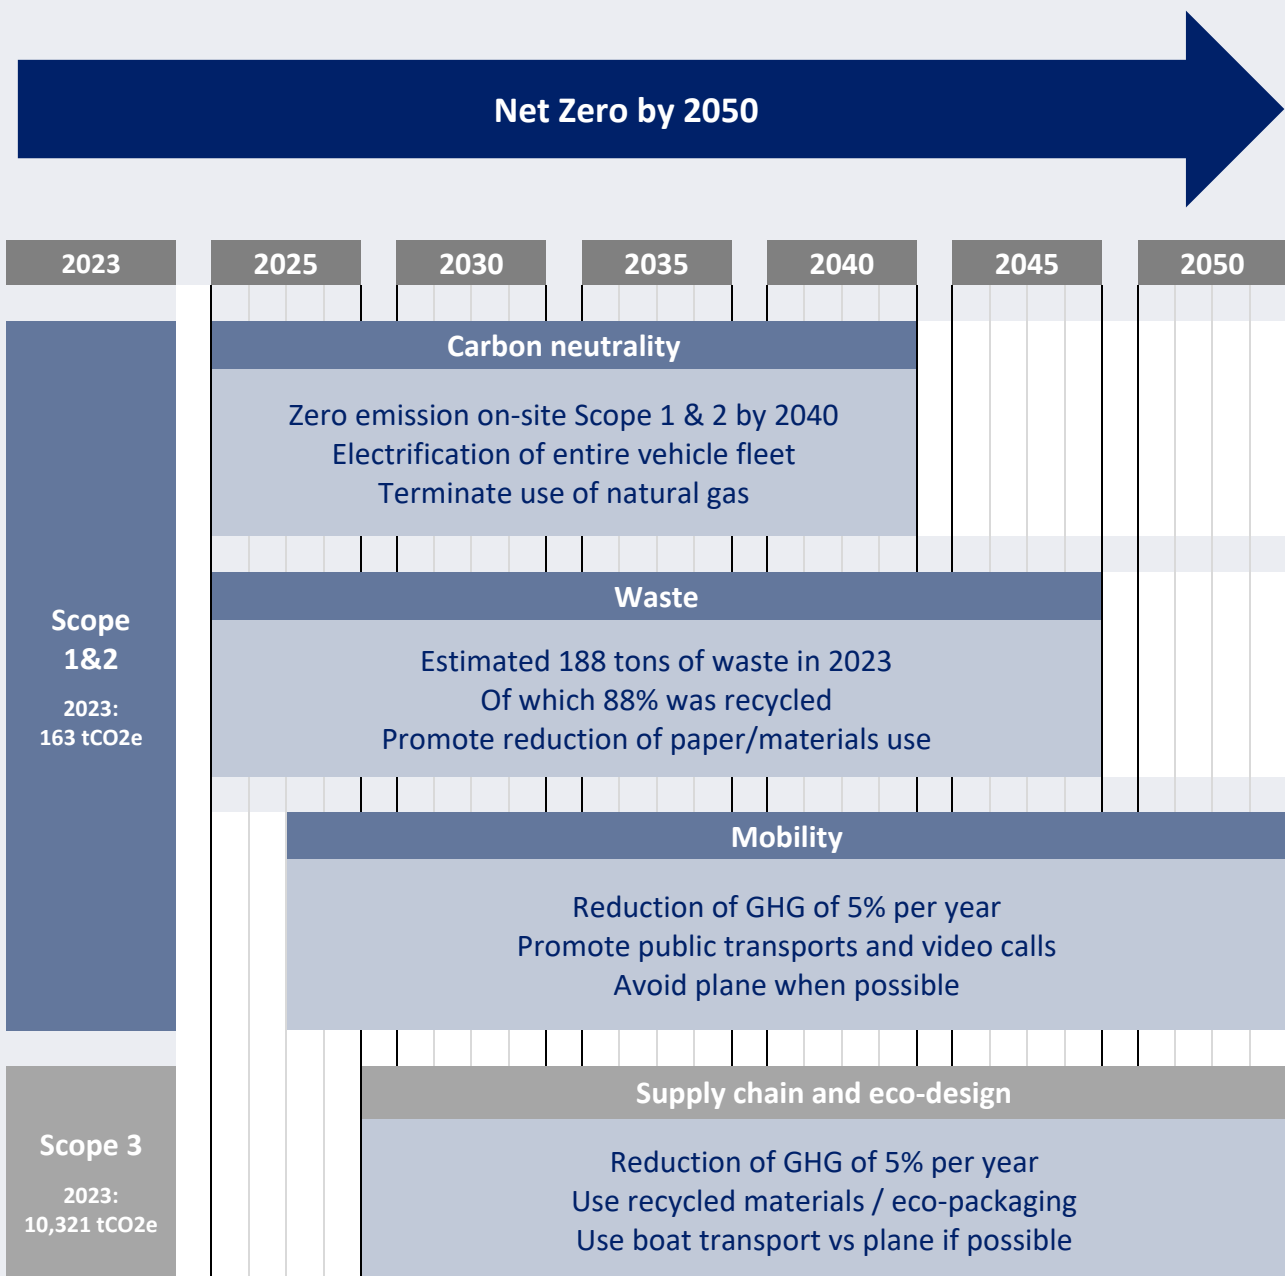 Net Zero by 2050
2023
2025
2030
2035
2040
2045
2050
Scope
1&2
2023:
163 tCO2e
Carbon neutrality
Zero emission on-site Scope 1 & 2 by 2040
Electrification of entire vehicle fleet
Terminate use of natural gas
Waste
Estimated 188 tons of waste in 2023
Of which 88% was recycled
Promote reduction of paper/materials use
Mobility
Reduction of GHG of 5% per year
Promote public transports and video calls
Avoid plane when possible
Scope 3
2023:
10,321 tCO2e
Supply chain and eco-design
Reduction of GHG of 5% per year
Use recycled materials / eco-packaging
Use boat transport vs plane if possible